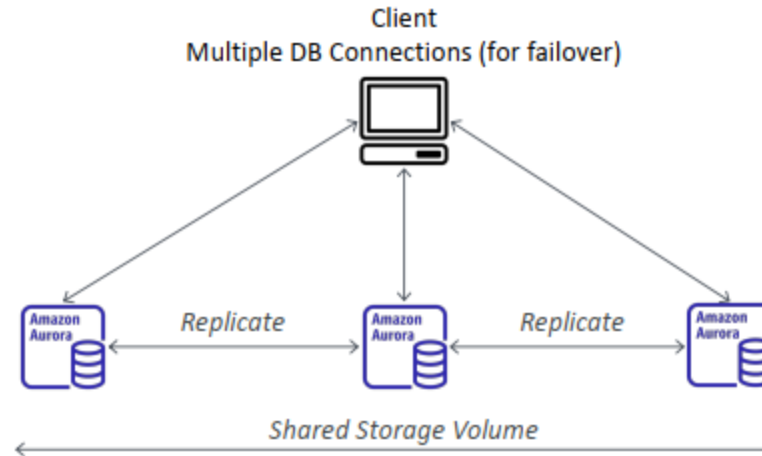 Client
Multiple DB Connections (for failover)
Amazon
Aurora
Replicate
Amazon
Aurora
Replicate
Amazon
Aurora
Shared Storage Volume